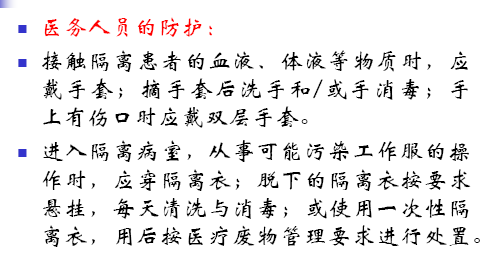 医务人员的防护：
接触隔离患者的血液、体液等物质时，应
戴手套；摘手套后洗手和/或手消毒；手
上有伤口时应戴双层手套。
进入隔离病室，从事可能污染工作服的操
作时，应穿隔离衣；脱下的隔离衣按要求
悬挂，每天清洗与消毒；或使用一次性隔
离衣，用后按医疗废物管理要求进行处置。